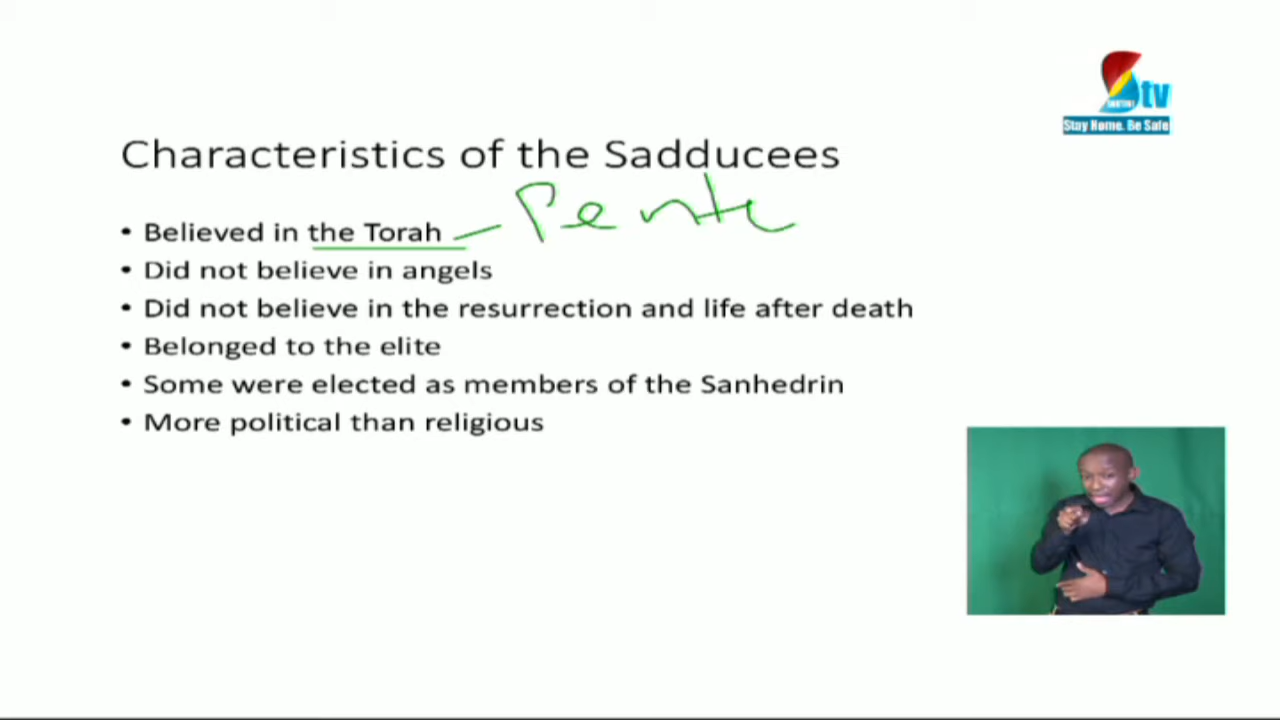 tv
Stay Home. Be Safe
Characteristics of the Sadducees
• Believed in the Torah — Pente
• Did not believe in angels
• Did not believe in the resurrection and life after death
• Belonged to the elite
• Some were elected as members of the Sanhedrin
• More political than religious